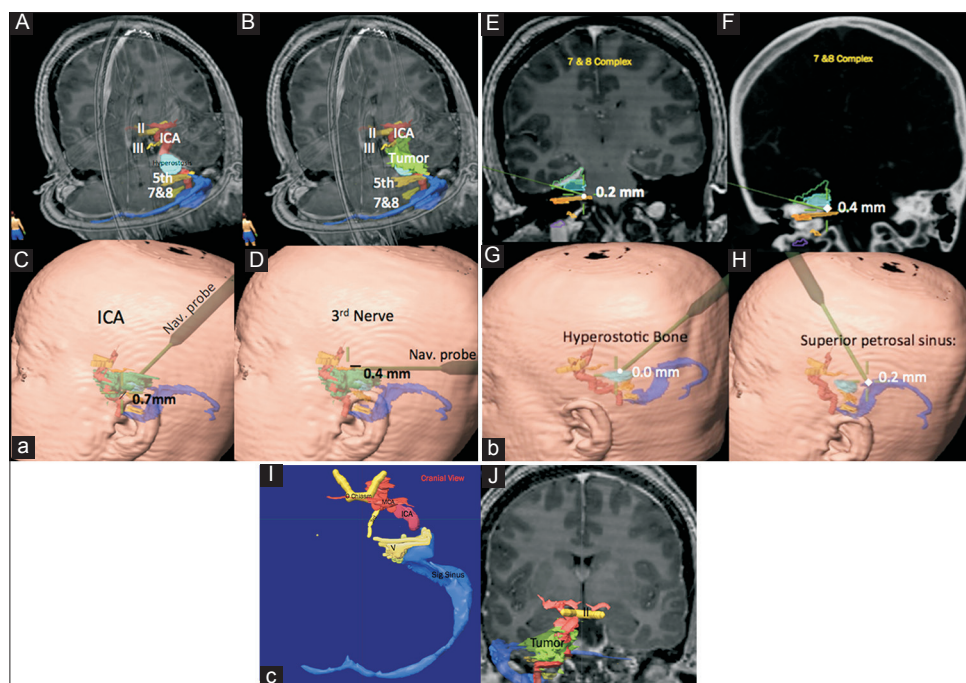 A
II
ICA
III
Hyperostosis
5th
7&8
B
II
ICA
III
Tumor
5th
7&8
C
ICA
Nav. probe
0.7mm
a
D
3rd Nerve
Nav. probe
0.4 mm
E
7 &8 Complex
0.2 mm
F
7 &8 Complex
0.4 mm
G
Hyperostotic Bone
0.0 mm
b
H
Superior petrosal sinus:
0.2 mm
I
Cranial View
O Chiasm
MCA
ICA
V
Sig Sinus
c
J
II
Tumor